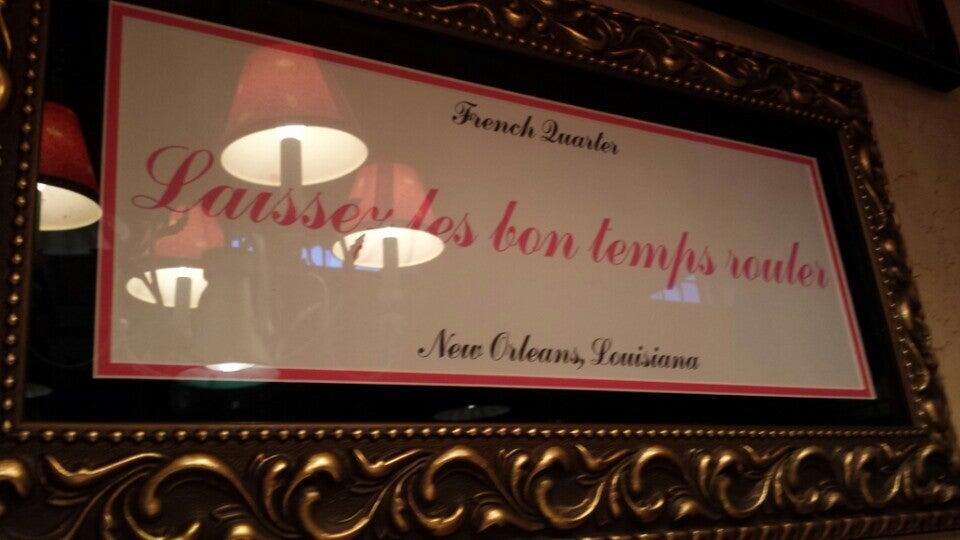 French Quarter
Laissez les bon temps rouler
New Orleans, Louisiana